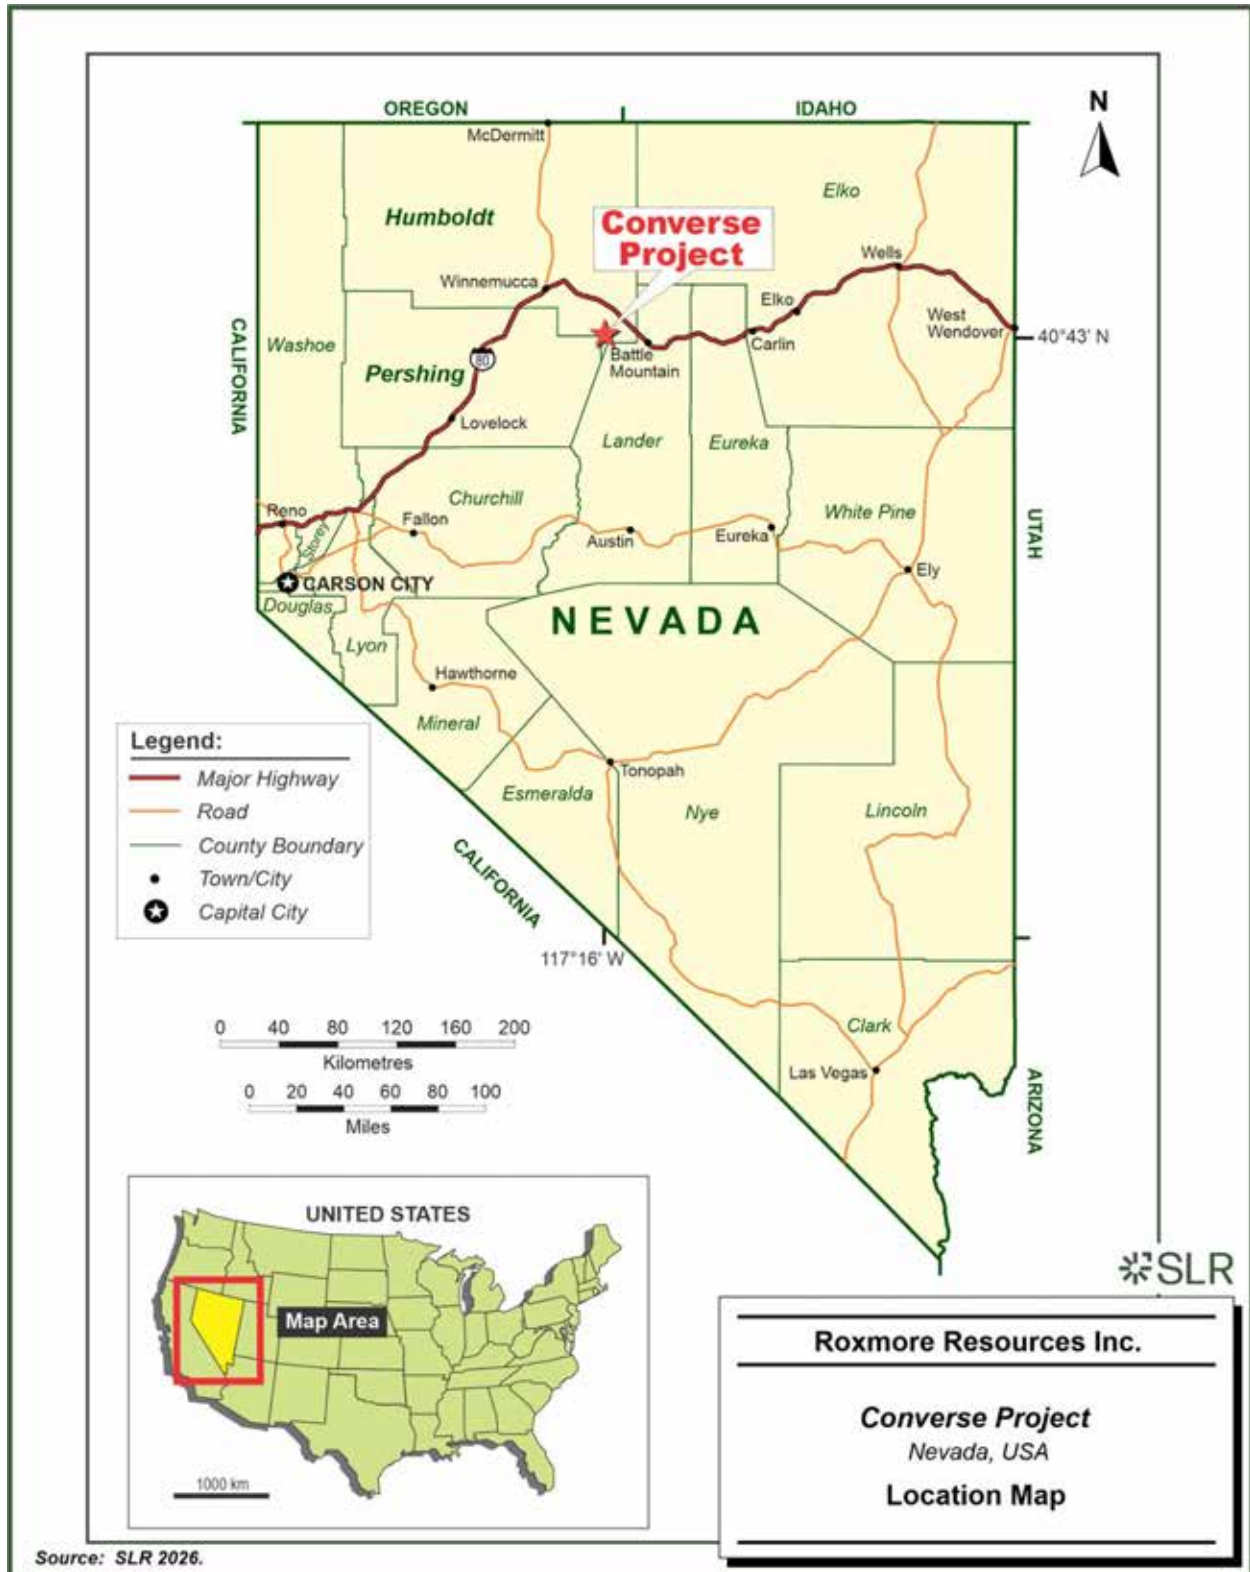 OREGON
IDAHO
N
McDermitt
Elko
Humboldt
Converse
Project
Wells
Winnemucca
Elko
West
Wendover
CALIFORNIA
Washoe
Carlin
40°43' N
Battle
Mountain
80
Pershing
Lovelock
Lander
Eureka
Churchill
White Pine
UTAH
Reno
Storey
Fallon
Austin
Eureka
Ely
CARSON CITY
Douglas
NEVADA
Lyon
Hawthorne
Mineral
Tonopah
Esmeralda
Nye
Lincoln
Legend:
Major Highway
Road
County Boundary
Town/City
Capital City
CALIFORNIA
117°16' W
Clark
Las Vegas
ARIZONA
0 40 80 120 160 200
Kilometres
0 20 40 60 80 100
Miles
UNITED STATES
Map Area
1000 km
SLR
Roxmore Resources Inc.
Converse Project
Nevada, USA
Location Map
Source: SLR 2026.